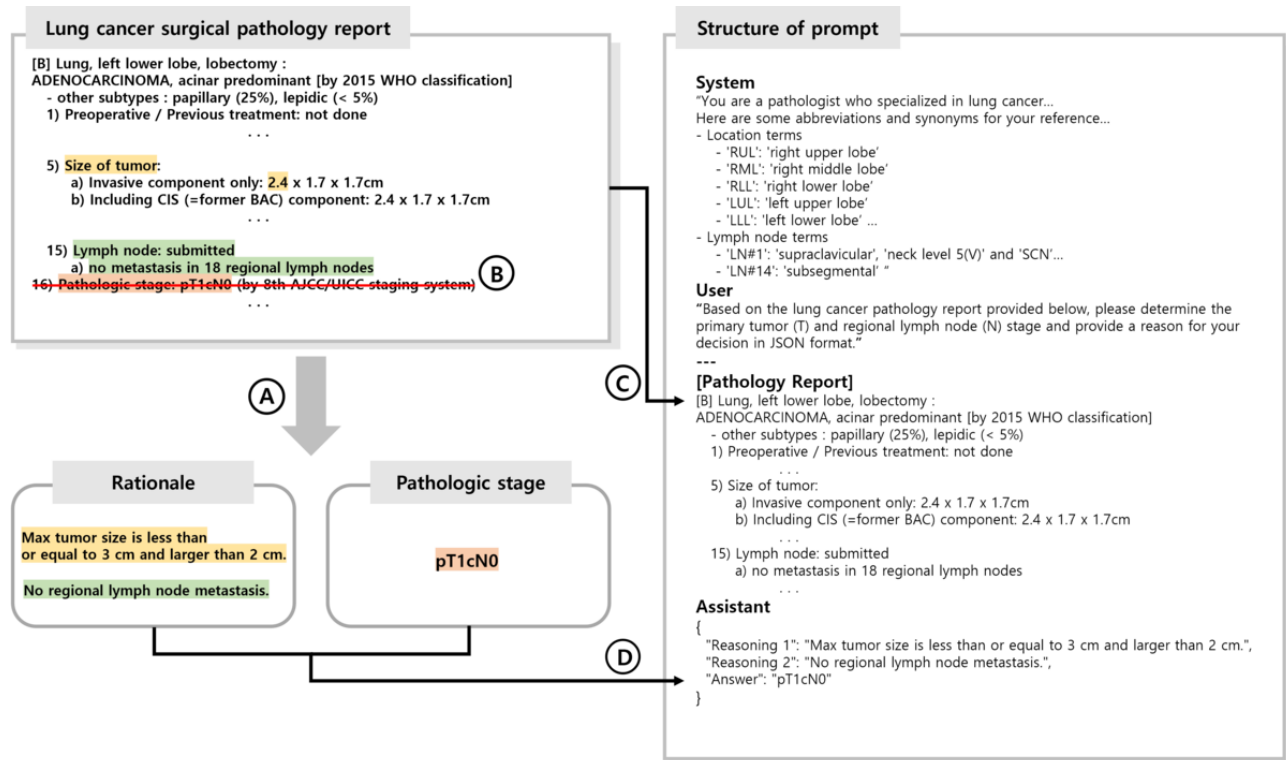 Lung cancer surgical pathology report
[B] Lung, left lower lobe, lobectomy :
ADENOCARCINOMA, acinar predominant [by 2015 WHO classification]
- other subtypes : papillary (25%), lepidic (< 5%)
1) Preoperative / Previous treatment: not done
. . .
5) Size of tumor:
a) Invasive component only: 2.4 x 1.7 x 1.7cm
b) Including CIS (=former BAC) component: 2.4 x 1.7 x 1.7cm
. . .
15) Lymph node: submitted
a) no metastasis in 18 regional lymph nodes
16) Pathologic stage: pT1cN0 (by 8th AJCC/UICC staging system)
. . .
B
A
Rationale
Max tumor size is less than
or equal to 3 cm and larger than 2 cm.
No regional lymph node metastasis.
Pathologic stage
pT1cN0
C
D
Structure of prompt
System
“You are a pathologist who specialized in lung cancer…
Here are some abbreviations and synonyms for your reference…
- Location terms
- 'RUL': 'right upper lobe'
- 'RML': 'right middle lobe'
- 'RLL': 'right lower lobe'
- 'LUL': 'left upper lobe'
- 'LLL': 'left lower lobe' …
- Lymph node terms
- 'LN#1': 'supraclavicular', 'neck level 5(V)' and 'SCN'…
- 'LN#14': 'subsegmental' ”
User
“Based on the lung cancer pathology report provided below, please determine the
primary tumor (T) and regional lymph node (N) stage and provide a reason for your
decision in JSON format.”
---
[Pathology Report]
[B] Lung, left lower lobe, lobectomy :
ADENOCARCINOMA, acinar predominant [by 2015 WHO classification]
- other subtypes : papillary (25%), lepidic (< 5%)
1) Preoperative / Previous treatment: not done
. . .
5) Size of tumor:
a) Invasive component only: 2.4 x 1.7 x 1.7cm
b) Including CIS (=former BAC) component: 2.4 x 1.7 x 1.7cm
. . .
15) Lymph node: submitted
a) no metastasis in 18 regional lymph nodes
. . .
Assistant
{
"Reasoning 1": "Max tumor size is less than or equal to 3 cm and larger than 2 cm.",
"Reasoning 2": "No regional lymph node metastasis.",
"Answer": "pT1cN0"
}